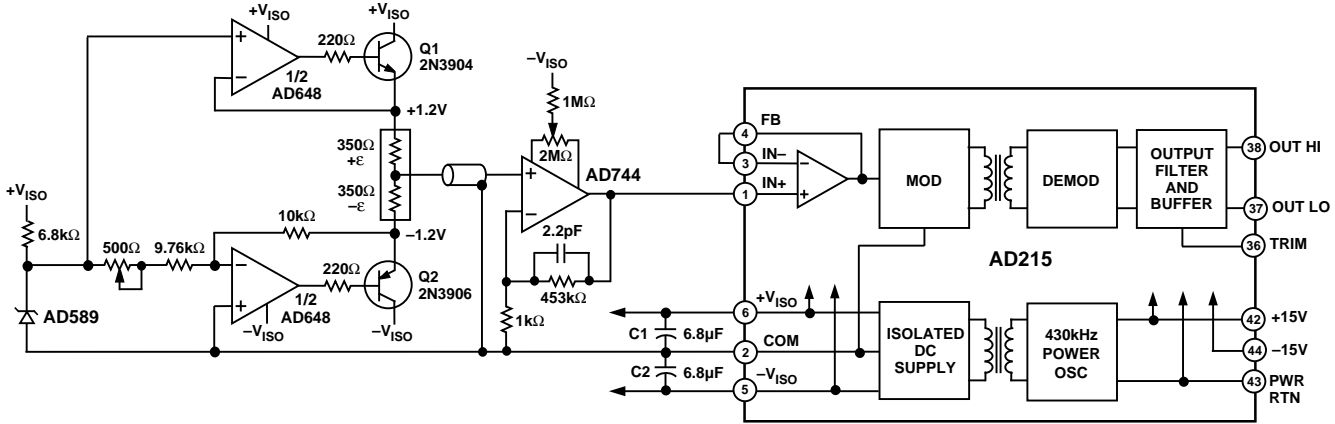 +VISO
+VISO
220Ω
Q1
2N3904
1/2
AD648
+1.2V
–VISO
1MΩ
2MΩ
AD744
350Ω
+ε
350Ω
–ε
+VISO
6.8kΩ
500Ω
9.76kΩ
10kΩ
–1.2V
220Ω
Q2
2N3906
1/2
AD648
–VISO
–VISO
AD589
2.2pF
453kΩ
1kΩ
C1
6.8µF
C2
6.8µF
4
FB
3
IN–
1
IN+
MOD
DEMOD
OUTPUT
FILTER
AND
BUFFER
38
OUT HI
37
OUT LO
36
TRIM
AD215
6
+VISO
2
COM
5
–VISO
ISOLATED
DC
SUPPLY
430kHz
POWER
OSC
42
+15V
44
–15V
43
PWR
RTN